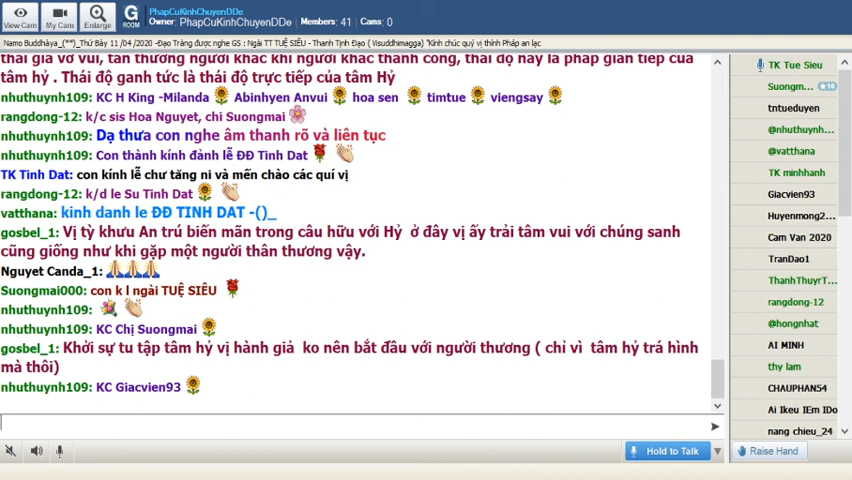 View Cam
My Cam
Enlarge
G
ROOM
PhapCuKinhChuyenDDe
Owner: PhapCuKinhChuyenDDe Members: 41 Cams: 0
Namo Buddhàya_(**)_Thứ Bảy 11 /04 /2020 -Đạo Tràng được nghe GS : Ngài TT TUỆ SIÊU - Thanh Tịnh Đạo ( Visuddhimagga) "Kính chúc quý vị thính Pháp an lạc
thái giả vờ vui, tán thương người khác khi người khác thành công, thái độ này là pháp gián tiếp của
tâm hỷ . Thái độ ganh tức là thái độ trực tiếp của tâm Hỷ
nhuthuynh109: KC H King -Milanda Abinhyen Anvui hoa sen timtue viengsay
rangdong-12: k/c sis Hoa Nguyet, chi Suongmai
nhuthuynh109: Dạ thưa con nghe âm thanh rõ và liên tục
nhuthuynh109: Con thành kính đảnh lễ ĐĐ Tinh Dat
TK Tinh Dat: con kính lễ chư tăng ni và mến chào các quí vị
rangdong-12: k/d le Su Tinh Dat
vatthana: kinh danh le ĐĐ TINH DAT -()_
gosbel_1: Vị tỳ khưu An trú biến mãn trong câu hữu với Hỷ ở đây vị ấy trải tâm vui với chúng sanh
cũng giống như khi gặp một người thân thương vậy.
Nguyet Canda_1:
Suongmai000: con k l ngài TUỆ SIÊU
nhuthuynh109:
nhuthuynh109: KC Chị Suongmai
gosbel_1: Khởi sự tu tập tâm hỷ vị hành giả ko nên bắt đầu với người thương ( chỉ vì tâm hỷ trá hình
mà thôi)
nhuthuynh109: KC Giacvien93
TK Tue Sieu
Suongm... 10
tntueduyen
@nhuthuynh...
@vatthana
TK minhhanh
Giacvien93
Huyenmong2...
Cam Van 2020
TranDao1
ThanhThuyrT...
rangdong-12
@hongnhat
AI MINH
thy lam
CHAUPHAN54
Ai Ikeu IEm IDo
nang chieu_24
Hold to Talk
Raise Hand